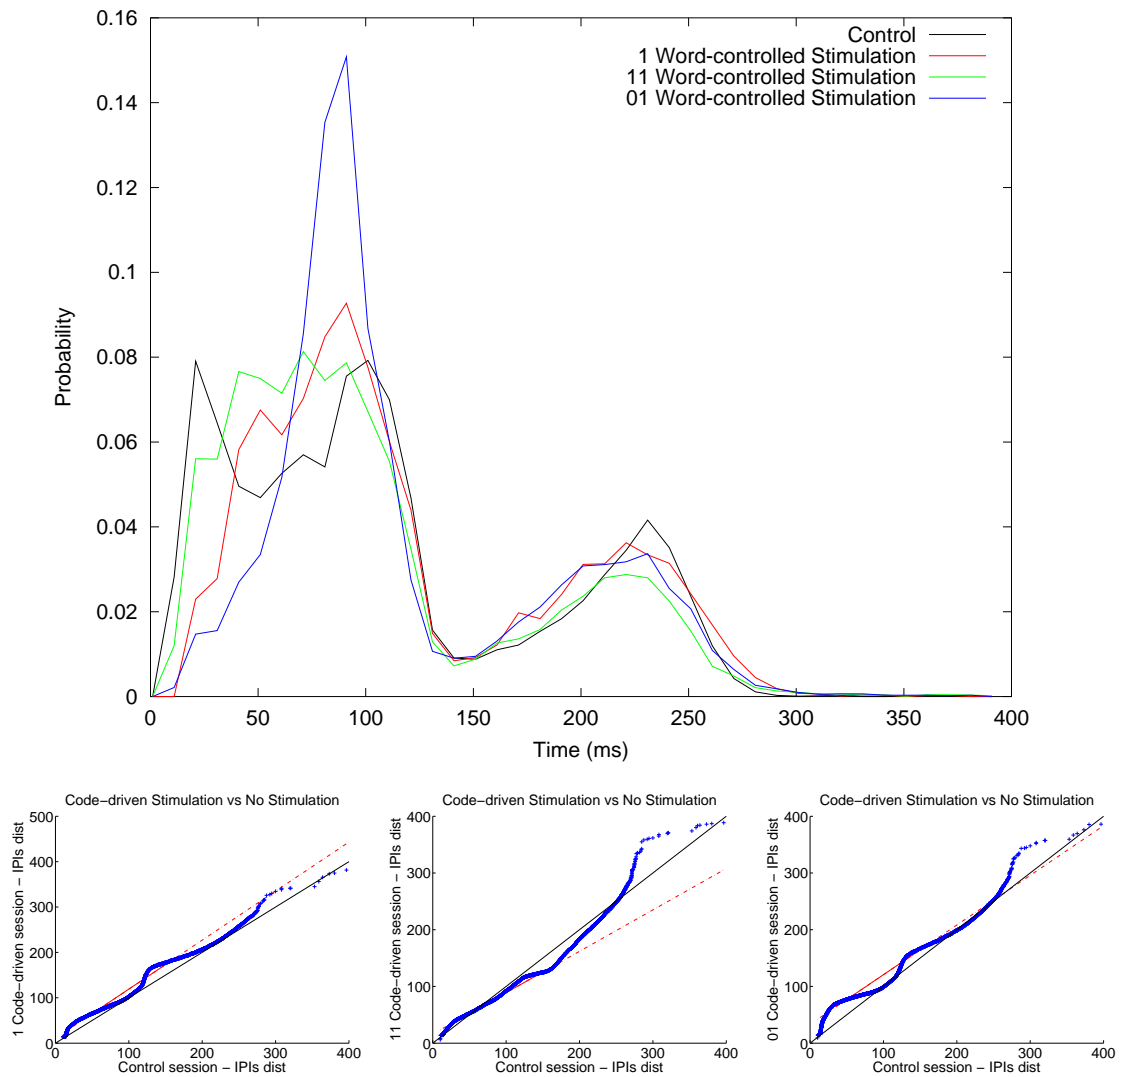 0.16
0.14
0.12
0.1
0.08
0.06
0.04
0.02
0
Probability
Control
1 Word-controlled Stimulation
11 Word-controlled Stimulation
01 Word-controlled Stimulation
0 50 100 150 200 250 300 350 400
Time (ms)
Code−driven Stimulation vs No Stimulation
500
400
300
200
100
0
1 Code−driven session − IPIs dist
0 100 200 300 400
Control session − IPIs dist
Code−driven Stimulation vs No Stimulation
400
300
200
100
0
11 Code−driven session − IPIs dist
0 100 200 300 400
Control session − IPIs dist
Code−driven Stimulation vs No Stimulation
400
300
200
100
0
01 Code−driven session − IPIs dist
0 100 200 300 400
Control session − IPIs dist